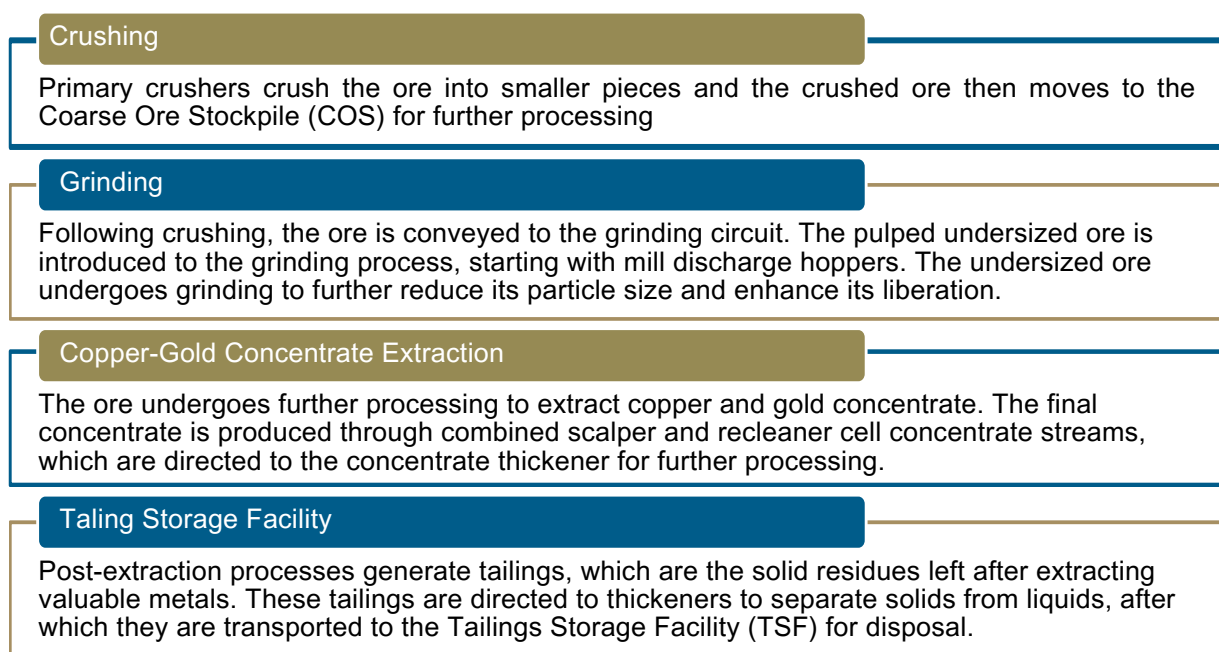 Crushing
Primary crushers crush the ore into smaller pieces and the crushed ore then moves to the
Coarse Ore Stockpile (COS) for further processing
Grinding
Following crushing, the ore is conveyed to the grinding circuit. The pulped undersized ore is
introduced to the grinding process, starting with mill discharge hoppers. The undersized ore
undergoes grinding to further reduce its particle size and enhance its liberation.
Copper-Gold Concentrate Extraction
The ore undergoes further processing to extract copper and gold concentrate. The final
concentrate is produced through combined scalper and recleaner cell concentrate streams,
which are directed to the concentrate thickener for further processing.
Taling Storage Facility
Post-extraction processes generate tailings, which are the solid residues left after extracting
valuable metals. These tailings are directed to thickeners to separate solids from liquids, after
which they are transported to the Tailings Storage Facility (TSF) for disposal.